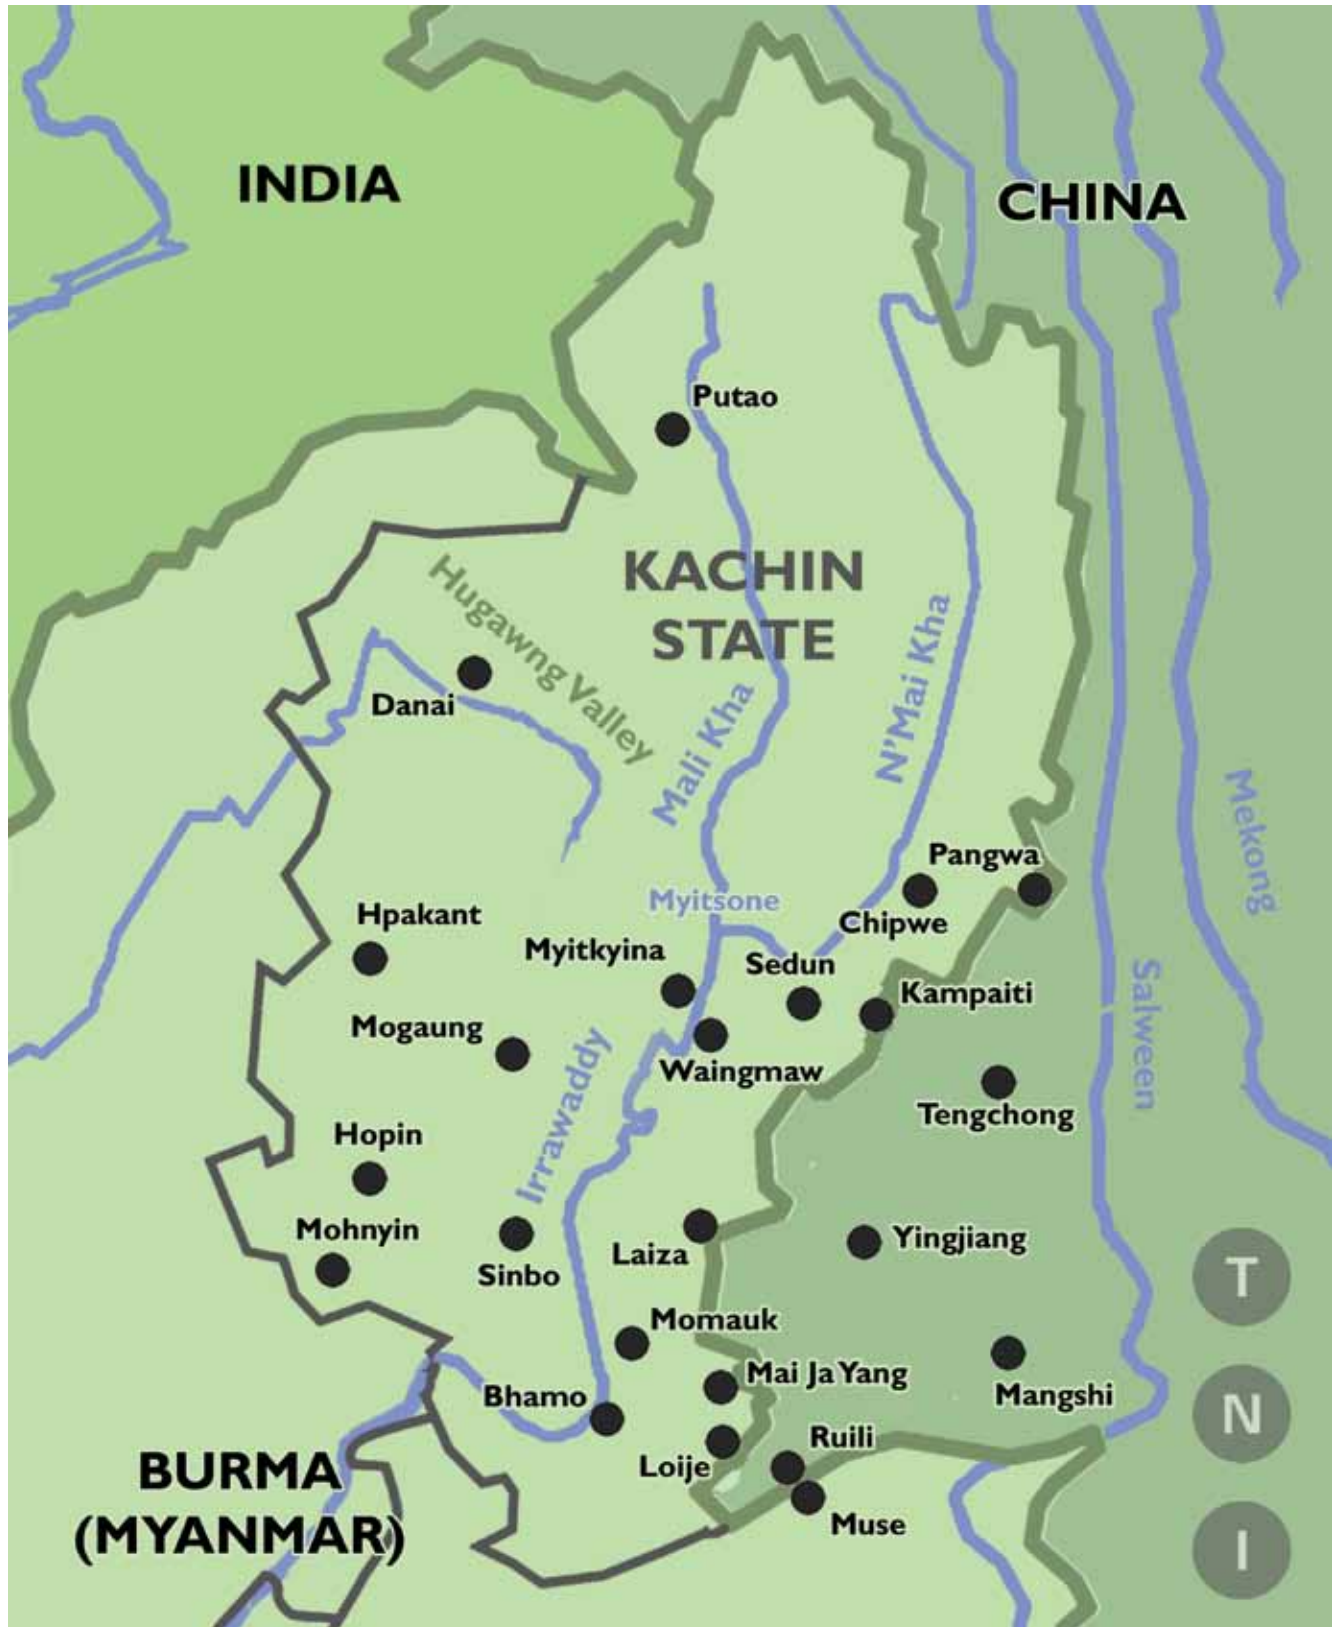 INDIA
CHINA
Putao
KACHIN
STATE
Hugawng Valley
Danai
Mali Kha
N'Mai Kha
Mekong
Pangwa
Myitsone
Chipwe
Hpakant
Myitkyina
Sedun
Kampaiti
Mogaung
Waingmaw
Salween
Irrawaddy
Tengchong
Hopin
Mohnyin
Sinbo
Laiza
Yingjiang
Momauk
Mai Ja Yang
Mangshi
Bhamo
Ruili
Loije
Muse
BURMA
(MYANMAR)
T
N
I